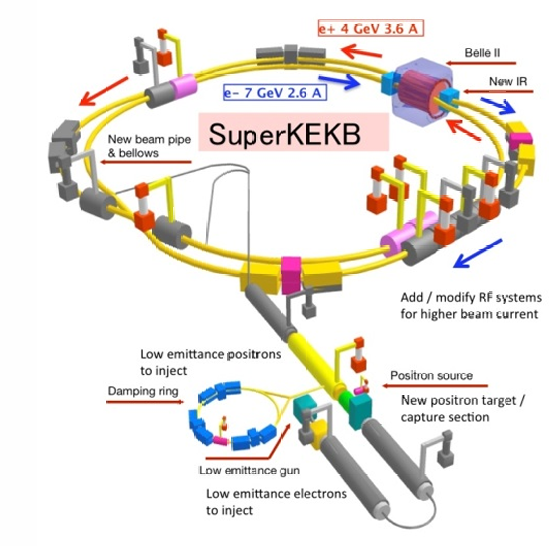 e+ 4 GeV 3.6 A
Belle II
New IR
e- 7 GeV 2.6 A
SuperKEKB
New beam pipe
& bellows
Add / modify RF systems
for higher beam current
Low emittance positrons
to inject
Damping ring
Positron source
New positron target /
capture section
Low emittance gun
Low emittance electrons
to inject